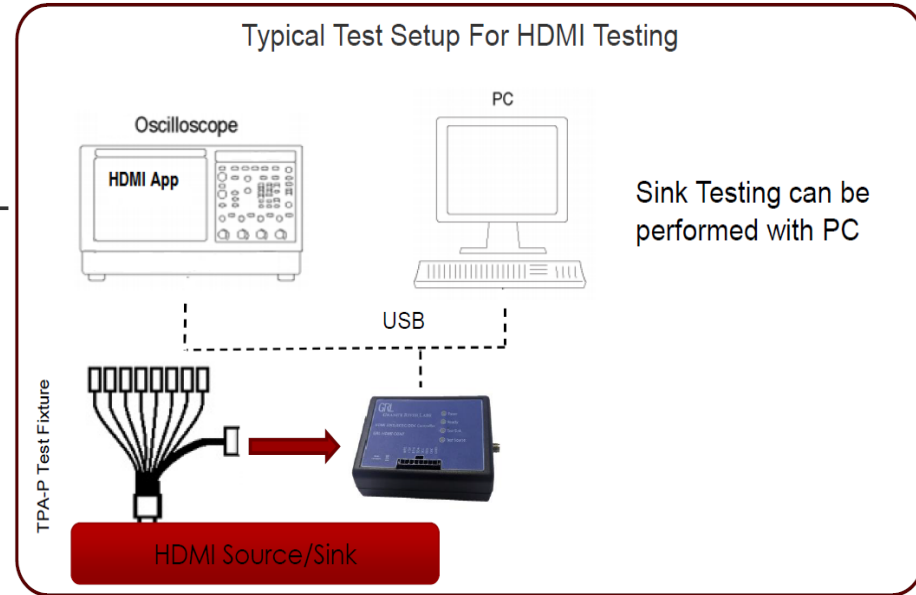 Typical Test Setup For HDMI Testing
PC
Oscilloscope
HDMI App
Sink Testing can be
performed with PC
USB
TPA-P Test Fixture
GRL
HDMI Source/Sink